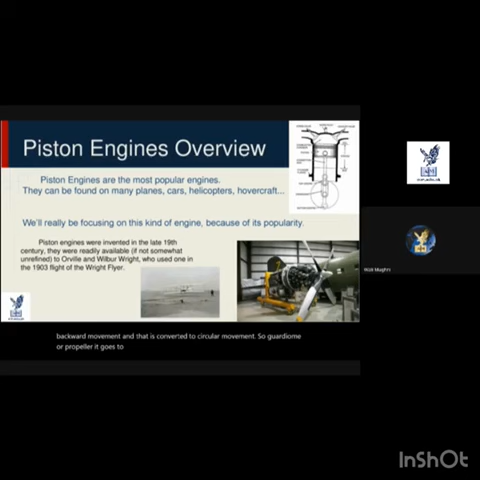 Piston Engines Overview
Piston Engines are the most popular engines.
They can be found on many planes, cars, helicopters, hovercraft...
We'll really be focusing on this kind of engine, because of its popularity.
Piston engines were invented in the late 19th
century, they were readily available (if not somewhat
unrefined) to Orville and Wilbur Wright, who used one in
the 1903 flight of the Wright Flyer.
backward movement and that is converted to circular movement. So guardiome
or propeller it goes to
InShOt